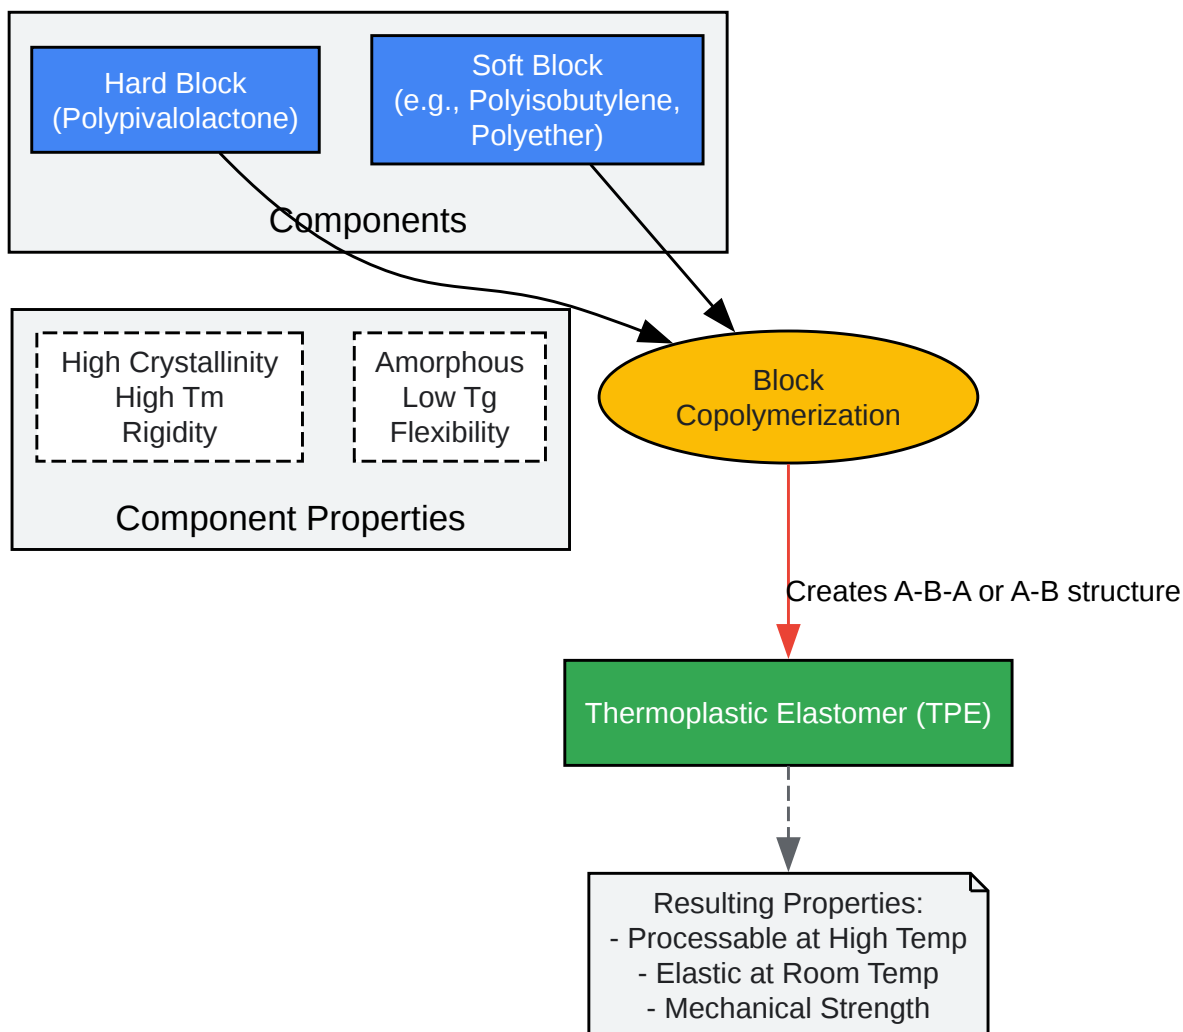 Hard Block
(Polypivalolactone)
Soft Block
(e.g., Polyisobutylene,
Polyether)
Components
High Crystallinity
High Tm
Rigidity
Amorphous
Low Tg
Flexibility
Component Properties
Block
Copolymerization
Creates A-B-A or A-B structure
Thermoplastic Elastomer (TPE)
Resulting Properties:
- Processable at High Temp
- Elastic at Room Temp
- Mechanical Strength